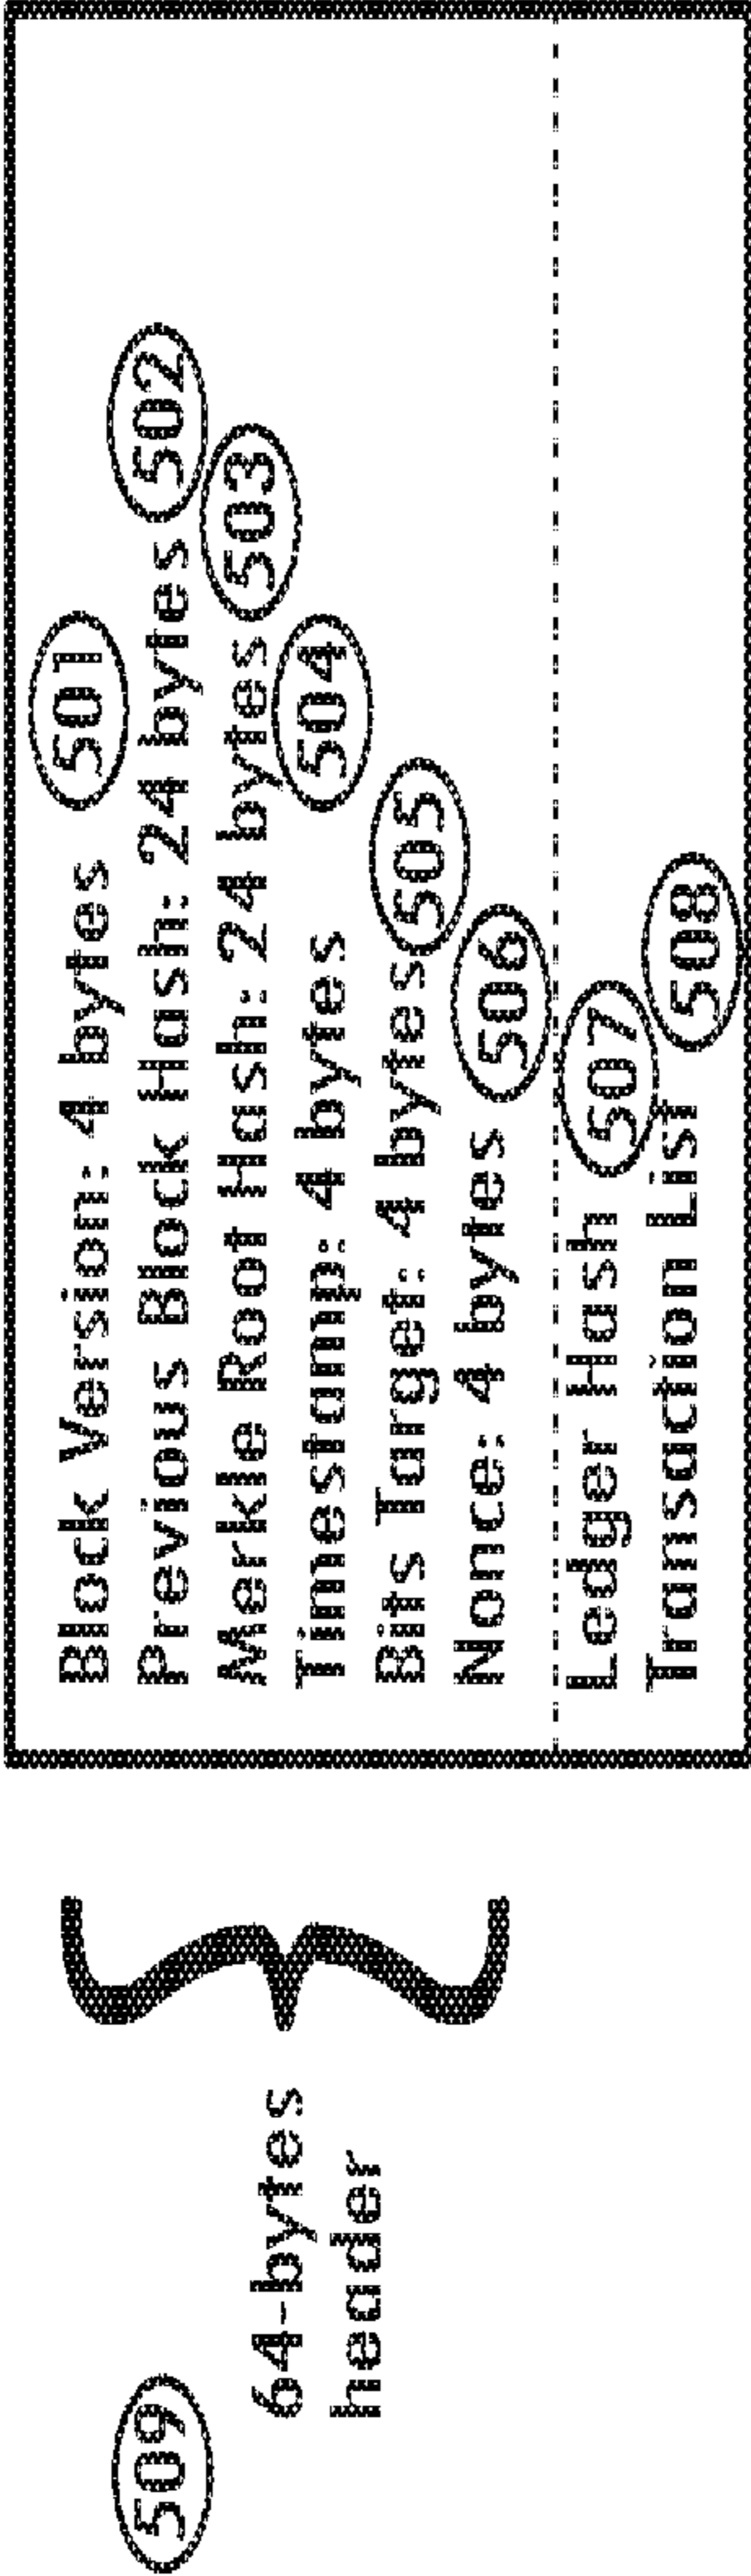 509
64-bytes
header
Block Version: 4 bytes 501
Previous Block Hash: 24 bytes 502
Merkle Root Hash: 24 bytes 503
Timestamp: 4 bytes 504
Bits Target: 4 bytes 505
Nonce: 4 bytes 506
Ledger Hash 507
Transaction List 508